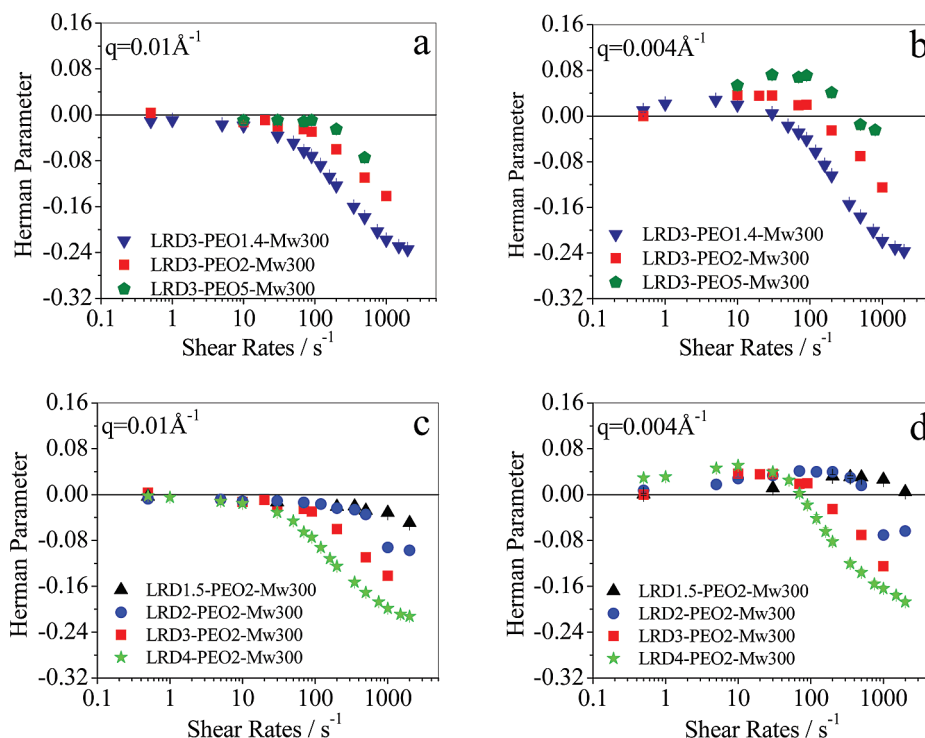 a
q=0.01Å⁻¹
0.16
0.08
0.00
-0.08
-0.16
-0.24
-0.32
Herman Parameter
LRD3-PEO1.4-Mw300
LRD3-PEO2-Mw300
LRD3-PEO5-Mw300
0.1 1 10 100 1000
Shear Rates / s⁻¹
b
q=0.004Å⁻¹
0.16
0.08
0.00
-0.08
-0.16
-0.24
-0.32
Herman Parameter
LRD3-PEO1.4-Mw300
LRD3-PEO2-Mw300
LRD3-PEO5-Mw300
0.1 1 10 100 1000
Shear Rates / s⁻¹
c
q=0.01Å⁻¹
0.16
0.08
0.00
-0.08
-0.16
-0.24
-0.32
Herman Parameter
LRD1.5-PEO2-Mw300
LRD2-PEO2-Mw300
LRD3-PEO2-Mw300
LRD4-PEO2-Mw300
0.1 1 10 100 1000
Shear Rates / s⁻¹
d
q=0.004Å⁻¹
0.16
0.08
0.00
-0.08
-0.16
-0.24
-0.32
Herman Parameter
LRD1.5-PEO2-Mw300
LRD2-PEO2-Mw300
LRD3-PEO2-Mw300
LRD4-PEO2-Mw300
0.1 1 10 100 1000
Shear Rates / s⁻¹